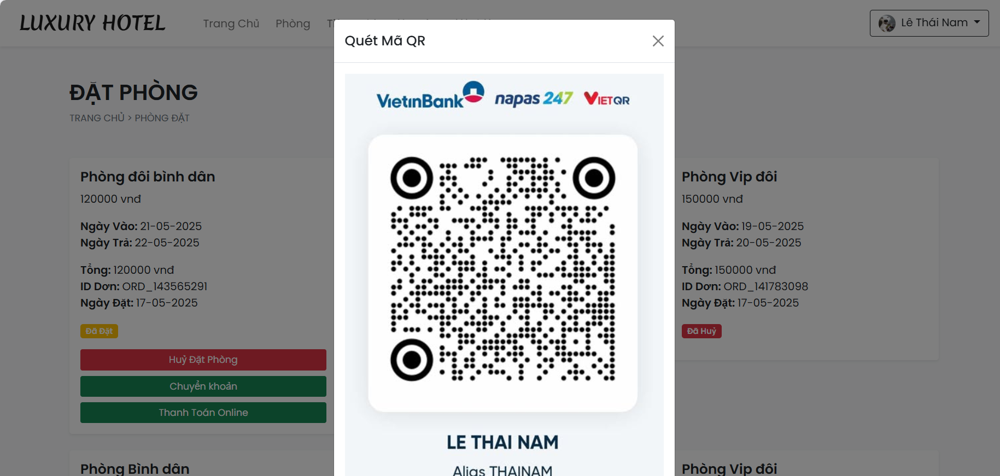 LUXURY HOTEL
Trang Chủ
Phòng
Lê Thái Nam
Quét Mã QR
ĐẶT PHÒNG
TRANG CHỦ > PHÒNG ĐẶT
VietinBank
napas 247
VIETQR
Phòng đôi bình dân
120000 vnđ
Ngày Vào: 21-05-2025
Ngày Trả: 22-05-2025
Tổng: 120000 vnđ
ID Dơn: ORD_143565291
Ngày Đặt: 17-05-2025
Đã Đặt
Huỷ Đặt Phòng
Chuyển khoản
Thanh Toán Online
Phòng Vip đôi
150000 vnđ
Ngày Vào: 19-05-2025
Ngày Trả: 20-05-2025
Tổng: 150000 vnđ
ID Dơn: ORD_141783098
Ngày Đặt: 17-05-2025
Đã Huỷ
LE THAI NAM
Alias THAINAM
Phòng Bình dân
Phòng Vip đôi